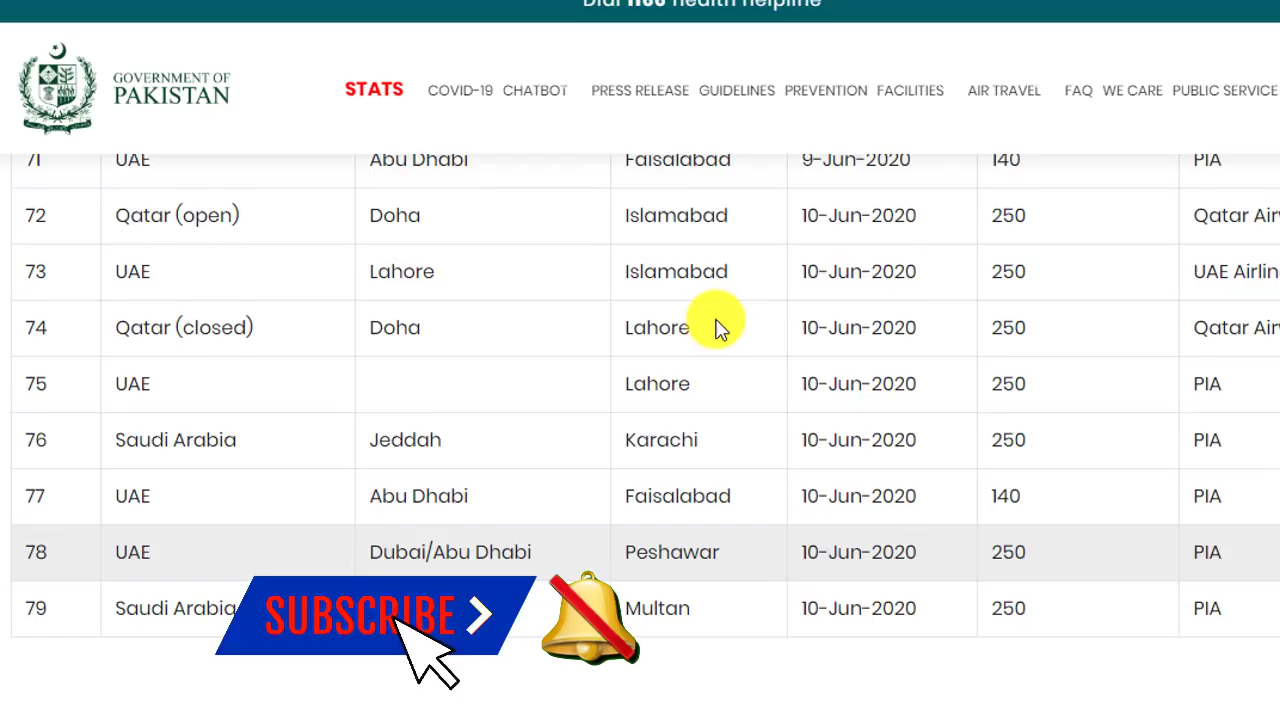 Dial 1166 health helpline
GOVERNMENT OF
PAKISTAN
STATS COVID-19 CHATBOT PRESS RELEASE GUIDELINES PREVENTION FACILITIES AIR TRAVEL FAQ WE CARE PUBLIC SERVICE
71 UAE Abu Dhabi Faisalabad 9-Jun-2020 140 PIA
72 Qatar (open) Doha Islamabad 10-Jun-2020 250 Qatar
73 UAE Lahore Islamabad 10-Jun-2020 250 UAE
74 Qatar (closed) Doha Lahore 10-Jun-2020 250 Qatar
75 UAE Lahore 10-Jun-2020 250 PIA
76 Saudi Arabia Jeddah Karachi 10-Jun-2020 250 PIA
77 UAE Abu Dhabi Faisalabad 10-Jun-2020 140 PIA
78 UAE Dubai/Abu Dhabi Peshawar 10-Jun-2020 250 PIA
79 Saudi Arabia Multan 10-Jun-2020 250 PIA
SUBSCRIBE